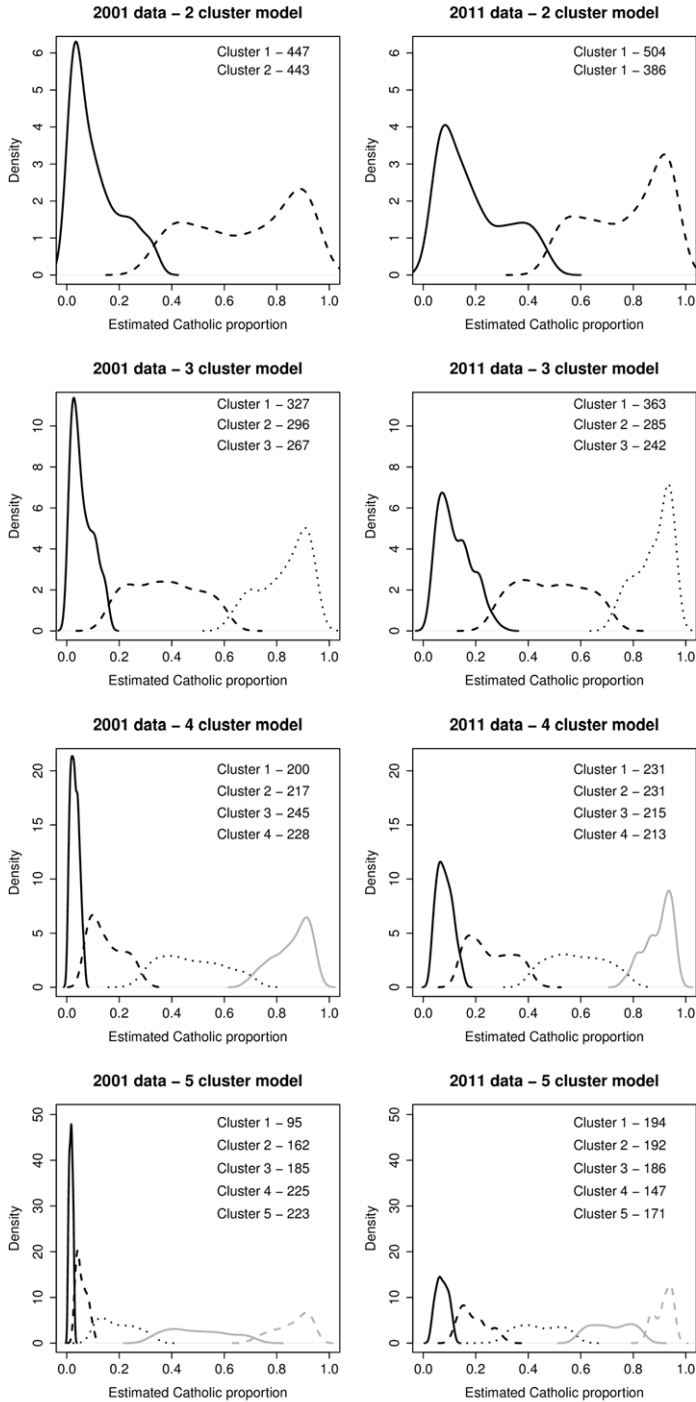 2001 data − 2 cluster model
Cluster 1 − 447
Cluster 2 − 443
Density
0
1
2
3
4
5
6
0.0 0.2 0.4 0.6 0.8 1.0
Estimated Catholic proportion
2011 data − 2 cluster model
Cluster 1 − 504
Cluster 1 − 386
Density
0
1
2
3
4
5
6
0.0 0.2 0.4 0.6 0.8 1.0
Estimated Catholic proportion
2001 data − 3 cluster model
Cluster 1 − 327
Cluster 2 − 296
Cluster 3 − 267
Density
0
2
4
6
8
10
0.0 0.2 0.4 0.6 0.8 1.0
Estimated Catholic proportion
2011 data − 3 cluster model
Cluster 1 − 363
Cluster 2 − 285
Cluster 3 − 242
Density
0
2
4
6
8
10
0.0 0.2 0.4 0.6 0.8 1.0
Estimated Catholic proportion
2001 data − 4 cluster model
Cluster 1 − 200
Cluster 2 − 217
Cluster 3 − 245
Cluster 4 − 228
Density
0
5
10
15
20
0.0 0.2 0.4 0.6 0.8 1.0
Estimated Catholic proportion
2011 data − 4 cluster model
Cluster 1 − 231
Cluster 2 − 231
Cluster 3 − 215
Cluster 4 − 213
Density
0
5
10
15
20
0.0 0.2 0.4 0.6 0.8 1.0
Estimated Catholic proportion
2001 data − 5 cluster model
Cluster 1 − 95
Cluster 2 − 162
Cluster 3 − 185
Cluster 4 − 225
Cluster 5 − 223
Density
0
10
20
30
40
50
0.0 0.2 0.4 0.6 0.8 1.0
Estimated Catholic proportion
2011 data − 5 cluster model
Cluster 1 − 194
Cluster 2 − 192
Cluster 3 − 186
Cluster 4 − 147
Cluster 5 − 171
Density
0
10
20
30
40
50
0.0 0.2 0.4 0.6 0.8 1.0
Estimated Catholic proportion